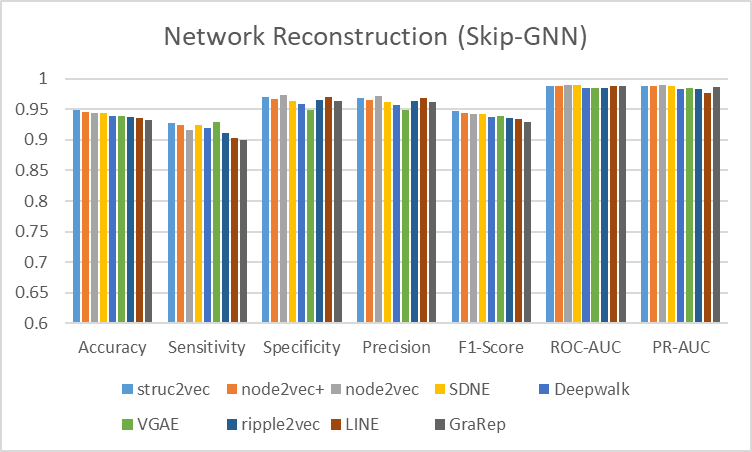 Network Reconstruction (Skip-GNN)
1
0.95
0.9
0.85
0.8
0.75
0.7
0.65
0.6
Accuracy Sensitivity Specificity Precision F1-Score ROC-AUC PR-AUC
struc2vec node2vec+ node2vec SDNE Deepwalk
VGAE ripple2vec LINE GraRep